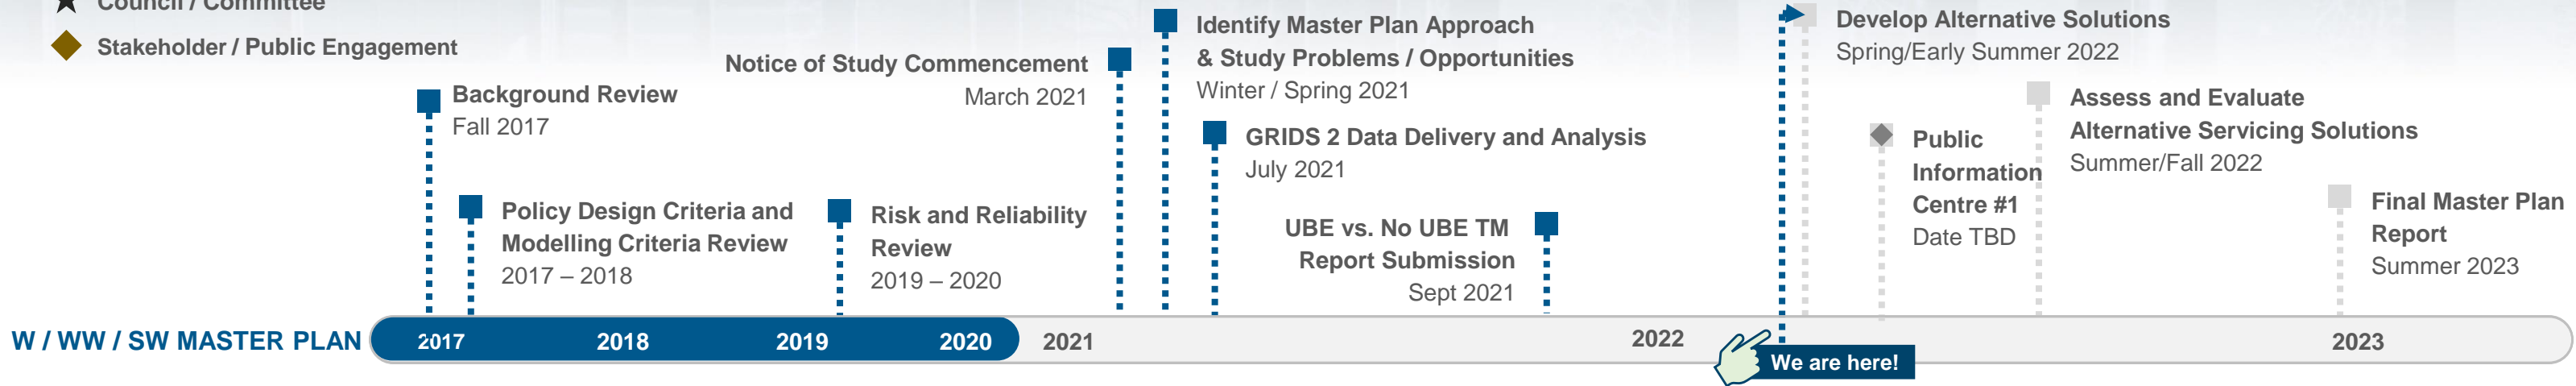 Council / Committee
Stakeholder / Public Engagement
Background Review
Fall 2017
Policy Design Criteria and
Modelling Criteria Review
2017 – 2018
Notice of Study Commencement
March 2021
Risk and Reliability
Review
2019 – 2020
Identify Master Plan Approach
& Study Problems / Opportunities
Winter / Spring 2021
GRIDS 2 Data Delivery and Analysis
July 2021
UBE vs. No UBE TM
Report Submission
Sept 2021
Develop Alternative Solutions
Spring/Early Summer 2022
Public
Information
Centre #1
Date TBD
Assess and Evaluate
Alternative Servicing Solutions
Summer/Fall 2022
Final Master Plan
Report
Summer 2023
W / WW / SW MASTER PLAN
2017
2018
2019
2020
2021
2022
2023
We are here!